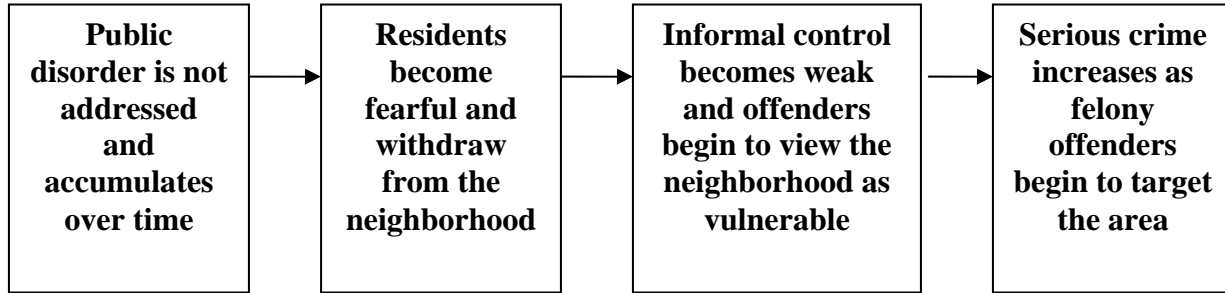 Public
disorder is not
addressed
and
accumulates
over time
Residents
become
fearful and
withdraw
from the
neighborhood
Informal control
becomes weak
and offenders
begin to view the
neighborhood as
vulnerable
Serious crime
increases as
felony
offenders
begin to target
the area